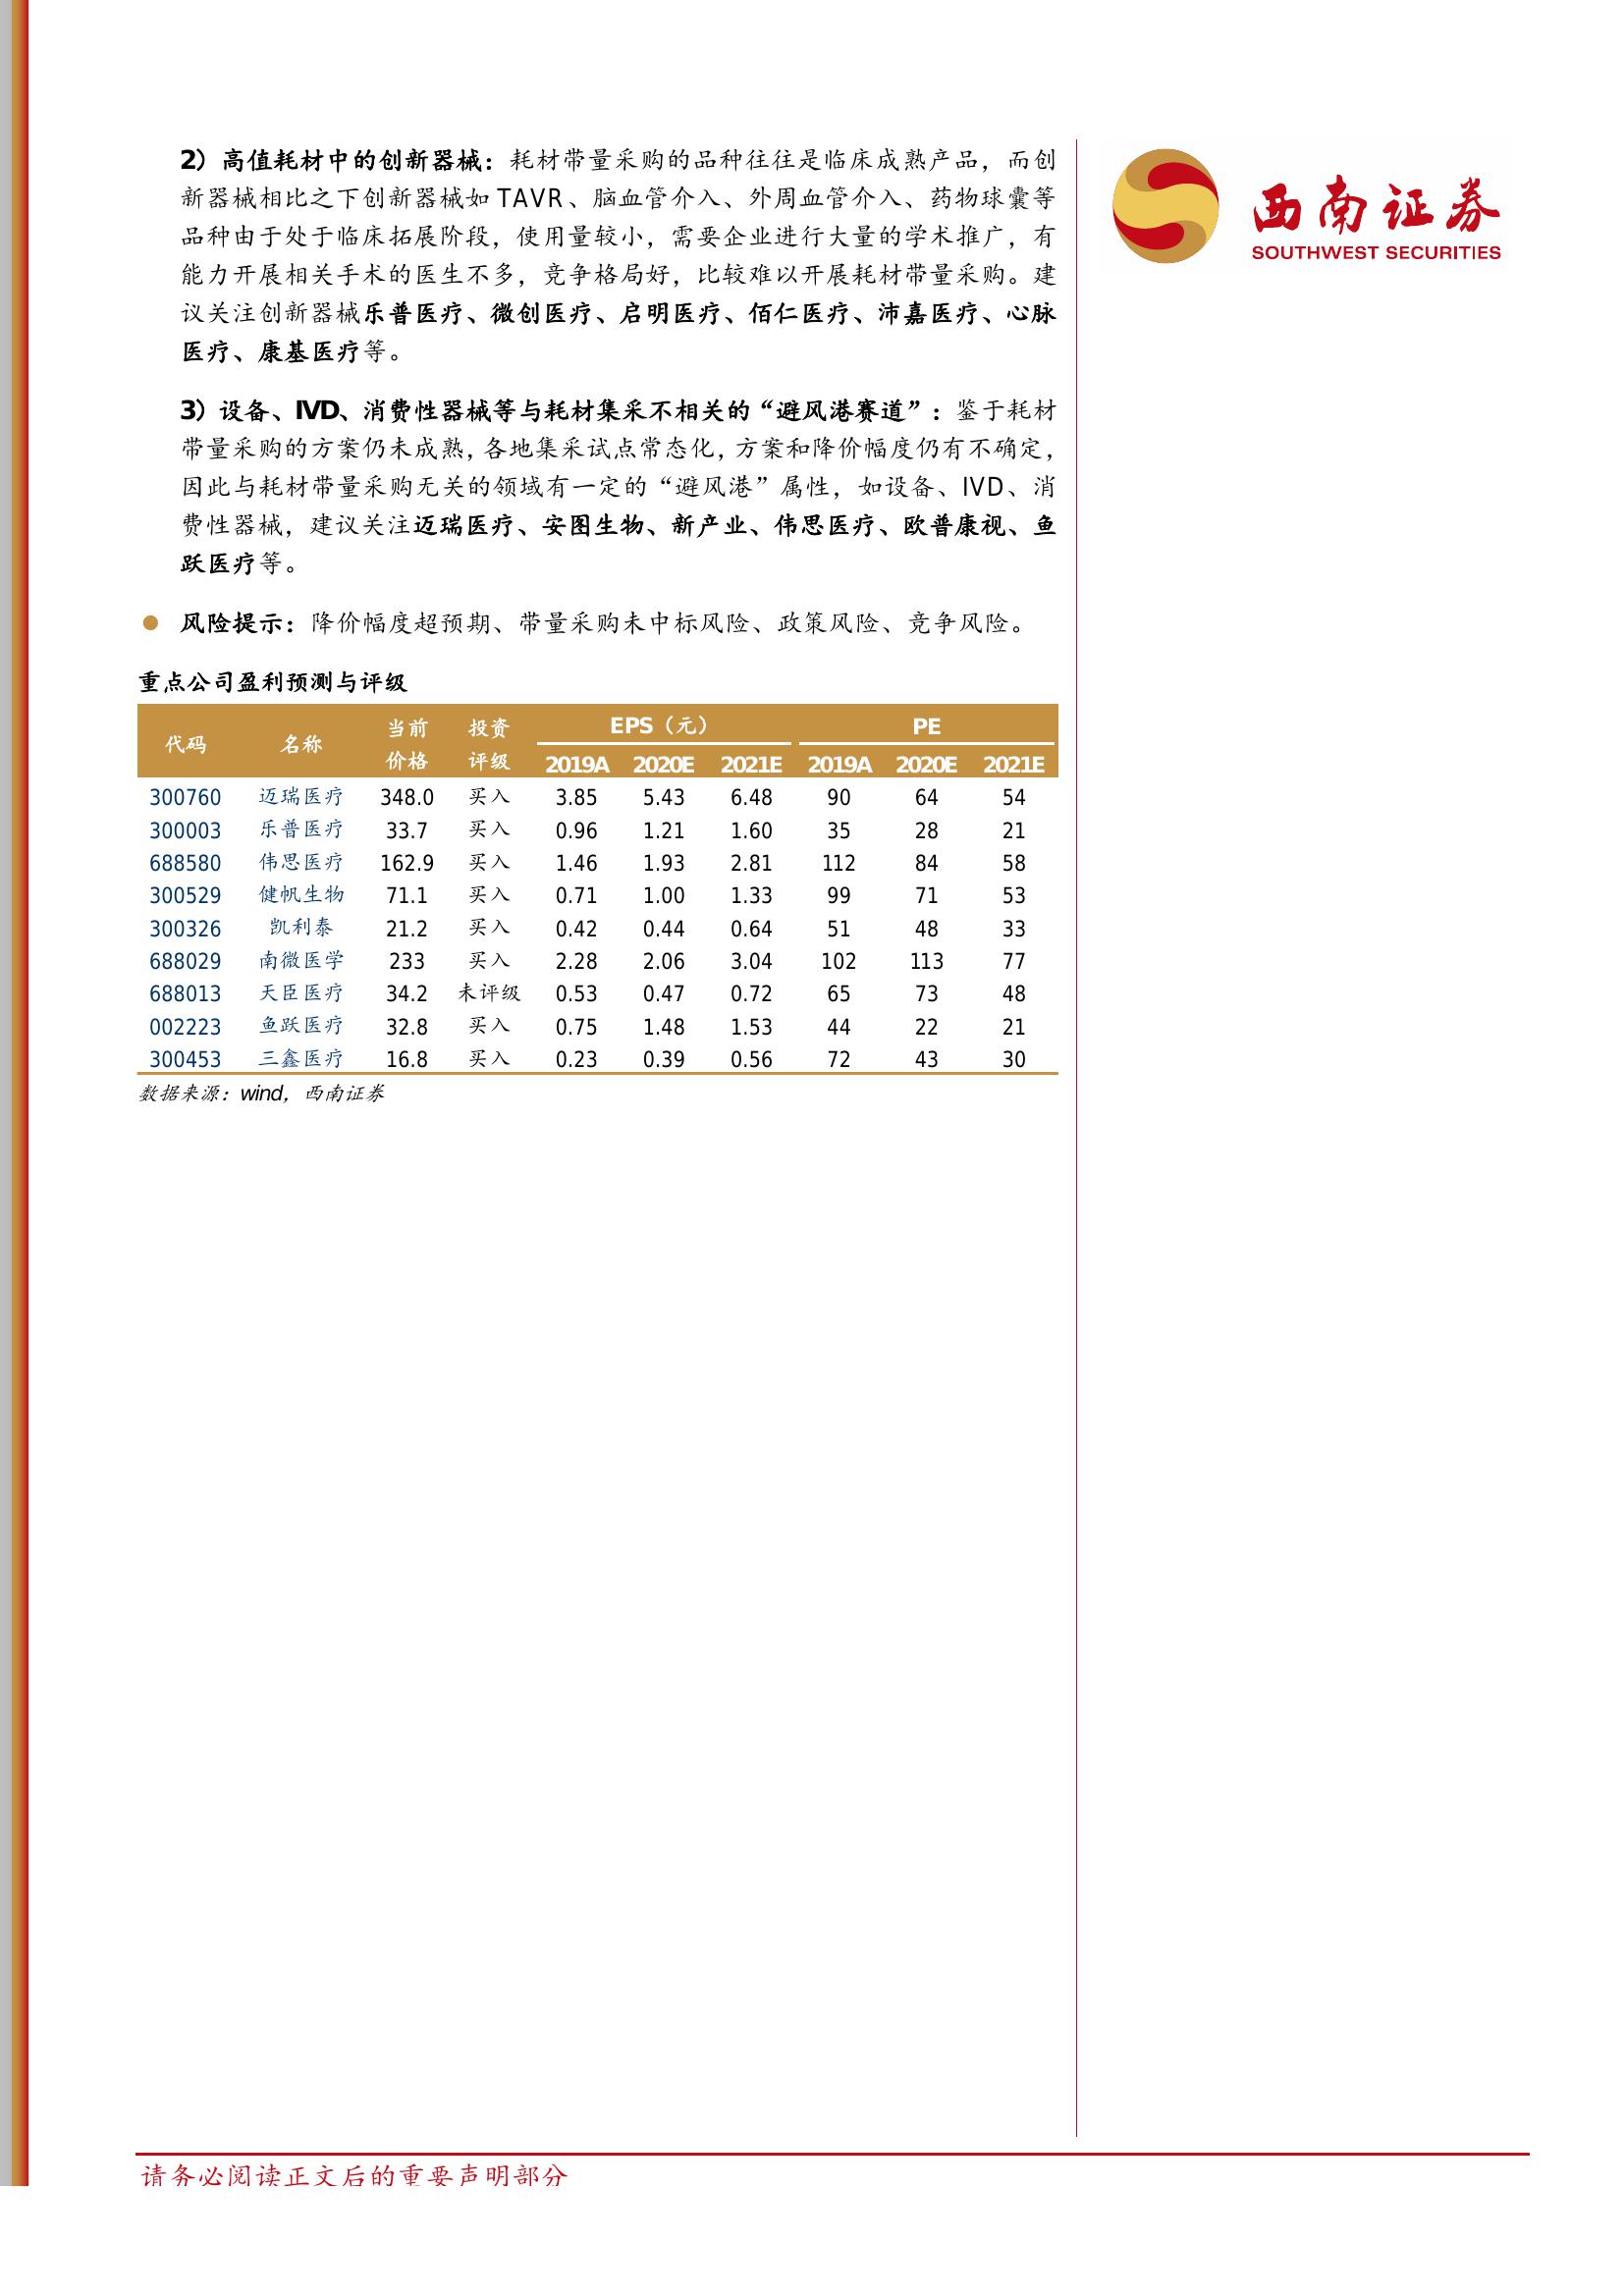 2）高值耗材中的创新器械：耗材带量采购的品种往往是临床成熟产品，而创
新器械相比之下创新器械如 TAVR、脑血管介入、外周血管介入、药物球囊等
品种由于处于临床拓展阶段，使用量较小，需要企业进行大量的学术推广，有
能力开展相关手术的医生不多，竞争格局好，比较难以开展耗材带量采购。建
议关注创新器械乐普医疗、微创医疗、启明医疗、佰仁医疗、沛嘉医疗、心脉
医疗、康基医疗等。
3）设备、IVD、消费性器械等与耗材集采不相关的“避风港赛道”：鉴于耗材
带量采购的方案仍未成熟，各地集采试点常态化，方案和降价幅度仍有不确定，
因此与耗材带量采购无关的领域有一定的“避风港”属性，如设备、IVD、消
费性器械，建议关注迈瑞医疗、安图生物、新产业、伟思医疗、欧普康视、鱼
跃医疗等。
风险提示：降价幅度超预期、带量采购未中标风险、政策风险、竞争风险。
西南证券
SOUTHWEST SECURITIES
重点公司盈利预测与评级
代码 名称 当前价格 投资评级 EPS（元） PE
2019A 2020E 2021E 2019A 2020E 2021E
300760 迈瑞医疗 348.0 买入 3.85 5.43 6.48 90 64 54
300003 乐普医疗 33.7 买入 0.96 1.21 1.60 35 28 21
688580 伟思医疗 162.9 买入 1.46 1.93 2.81 112 84 58
300529 健帆生物 71.1 买入 0.71 1.00 1.33 99 71 53
300326 凯利泰 21.2 买入 0.42 0.44 0.64 51 48 33
688029 南微医学 233 买入 2.28 2.06 3.04 102 113 77
688013 天臣医疗 34.2 未评级 0.53 0.47 0.72 65 73 48
002223 鱼跃医疗 32.8 买入 0.75 1.48 1.53 44 22 21
300453 三鑫医疗 16.8 买入 0.23 0.39 0.56 72 43 30
数据来源：wind，西南证券
请务必阅读正文后的重要声明部分